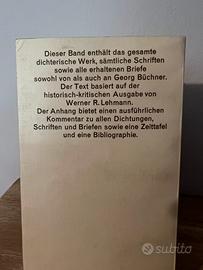 Dieser Band enthält das gesamte
dichterische Werk, sämtliche Schriften
sowie alle erhaltenen Briefe
sowohl von als auch an Georg Büchner.
Der Text basiert auf der
historisch-kritischen Ausgabe von
Werner R. Lehmann.
Der Anhang bietet einen ausführlichen
Kommentar zu allen Dichtungen,
Schriften und Briefen sowie eine Zeittafel
und eine Bibliographie.
subito